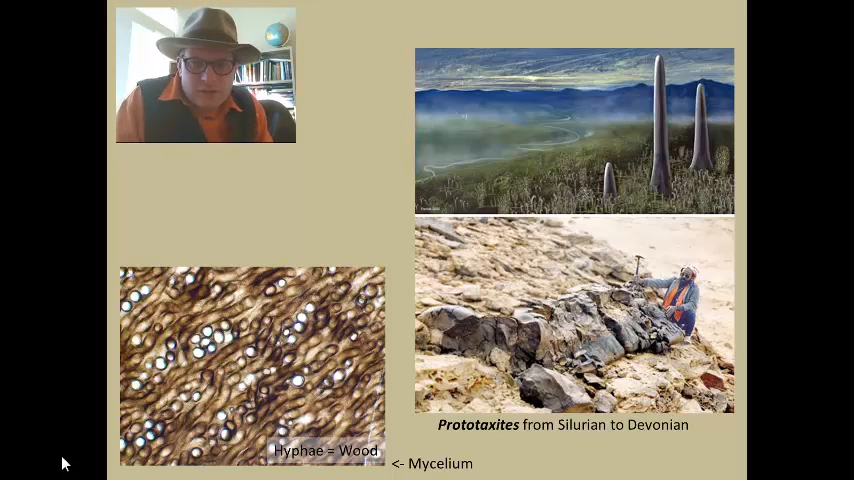 Prototaxites from Silurian to Devonian
Hyphae = Wood
<- Mycelium